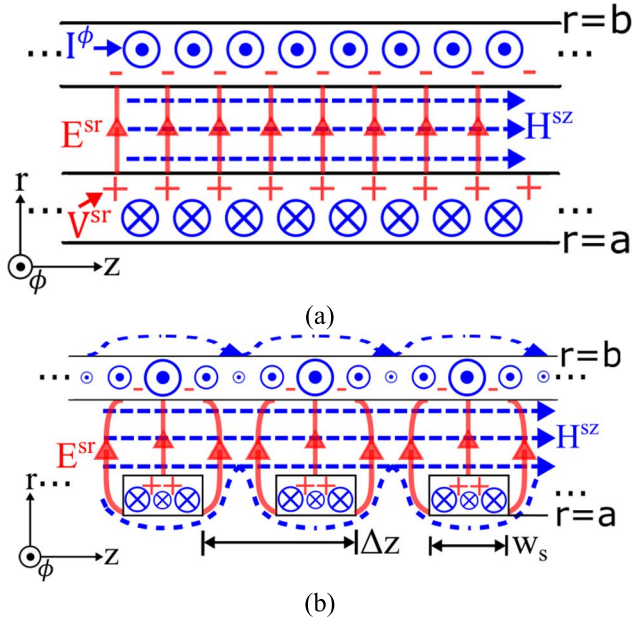 r=b
... I^ϕ ...
- - - - - - - - -
E^sr H^sz
+ + + + + + + + +
r V^sr
... ...
r=a
ϕ z
(a)
r=b
... - - - - - - ...
E^sr H^sz
r ... ++ ++ ++ ...
r=a
ϕ z Δz w_s
(b)